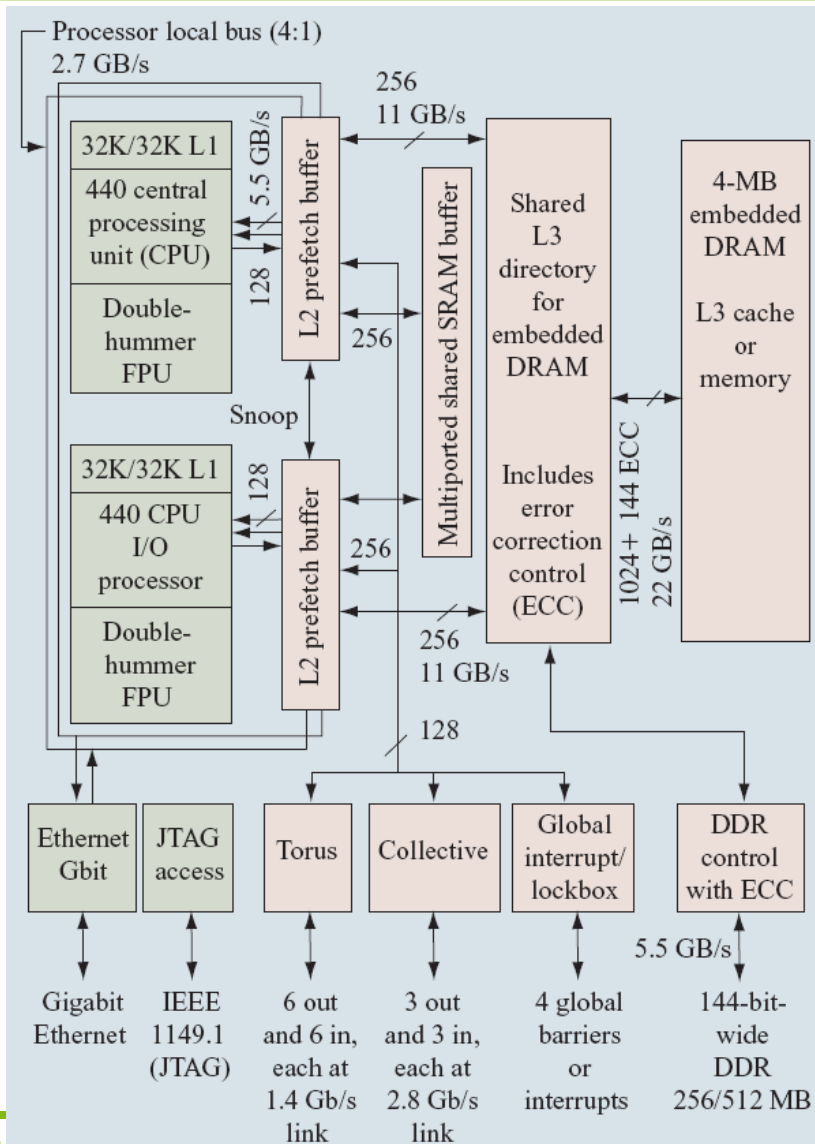 Processor local bus (4:1)
2.7 GB/s
256
11 GB/s
32K/32K L1
440 central
processing
unit (CPU)
Double-
hummer
FPU
5.5 GB/s
128
L2 prefetch buffer
256
Multiported shared SRAM buffer
Shared
L3
directory
for
embedded
DRAM
Includes
error
correction
control
(ECC)
4-MB
embedded
DRAM
L3 cache
or
memory
1024+ 144 ECC
22 GB/s
Snoop
32K/32K L1
440 CPU
I/O
processor
Double-
hummer
FPU
128
L2 prefetch buffer
256
256
11 GB/s
128
Ethernet
Gbit
JTAG
access
Torus
Collective
Global
interrupt/
lockbox
DDR
control
with ECC
5.5 GB/s
Gigabit
Ethernet
IEEE
1149.1
(JTAG)
6 out
and 6 in,
each at
1.4 Gb/s
link
3 out
and 3 in,
each at
2.8 Gb/s
link
4 global
barriers
or
interrupts
144-bit-
wide
DDR
256/512 MB